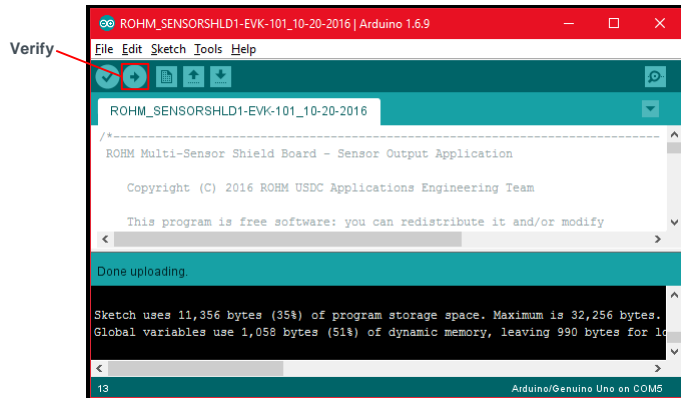 ROHM_SENSORSHLD1-EVK-101_10-20-2016 | Arduino 1.6.9
Verify
File Edit Sketch Tools Help
ROHM_SENSORSHLD1-EVK-101_10-20-2016
/*----------------------------------------------------------------------------
ROHM Multi-Sensor Shield Board - Sensor Output Application
Copyright (C) 2016 ROHM USDC Applications Engineering Team
This program is free software: you can redistribute it and/or modify
Done uploading.
Sketch uses 11,356 bytes (35%) of program storage space. Maximum is 32,256 bytes.
Global variables use 1,058 bytes (51%) of dynamic memory, leaving 990 bytes for lo
13
Arduino/Genuino Uno on COM5